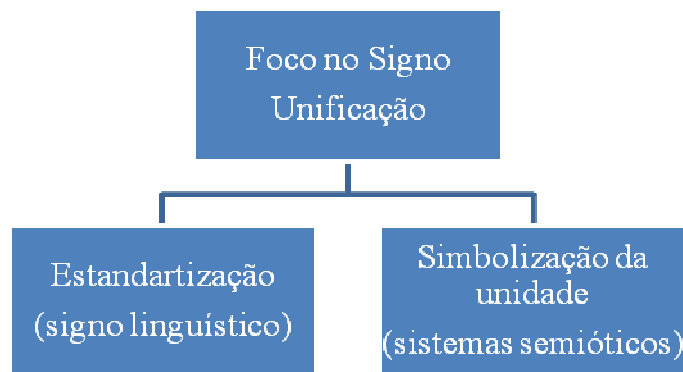 Foco no Signo
Unificação
Estandartização
(signo linguístico)
Simbolização da
unidade
(sistemas semióticos)